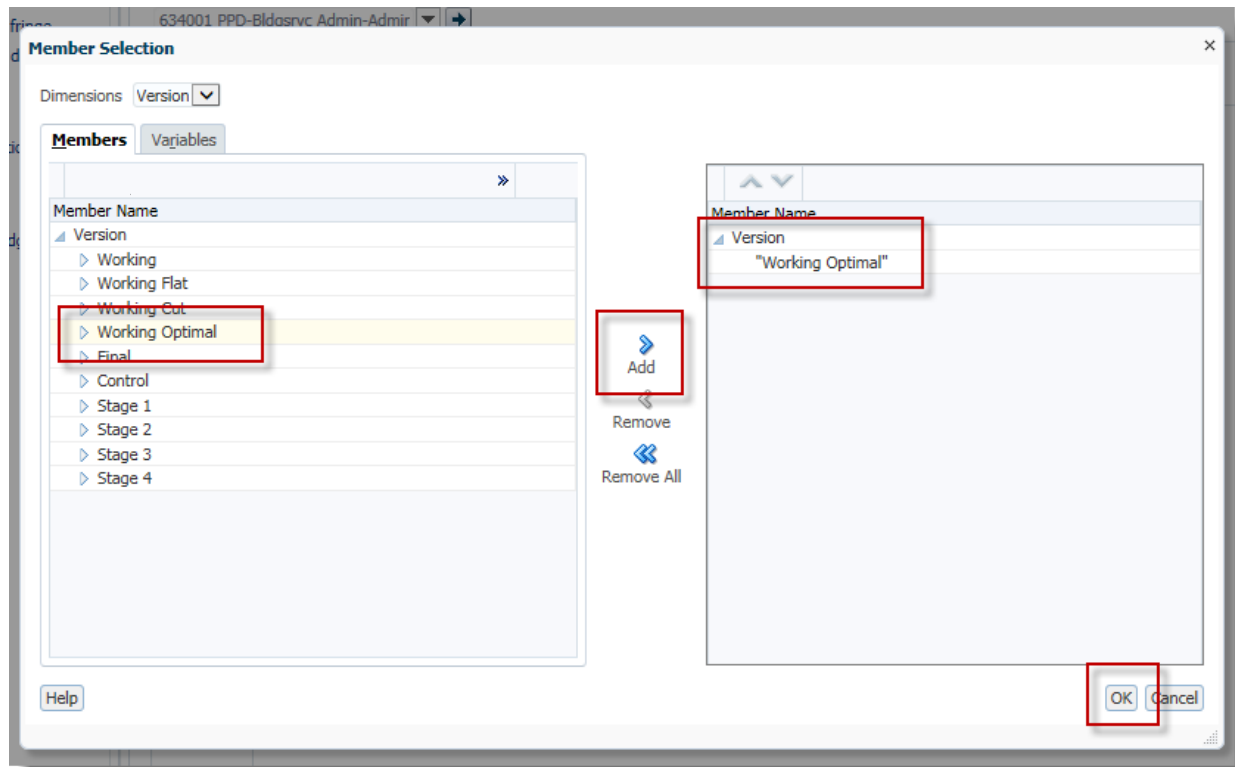 634001 PPD-Bldgsrvc Admin-Admir
Member Selection
Dimensions Version
Members Variables
Member Name
Version
Working
Working Flat
Working Cut
Working Optimal
Final
Control
Stage 1
Stage 2
Stage 3
Stage 4
Add
Remove
Remove All
Member Name
Version
"Working Optimal"
Help
OK Cancel